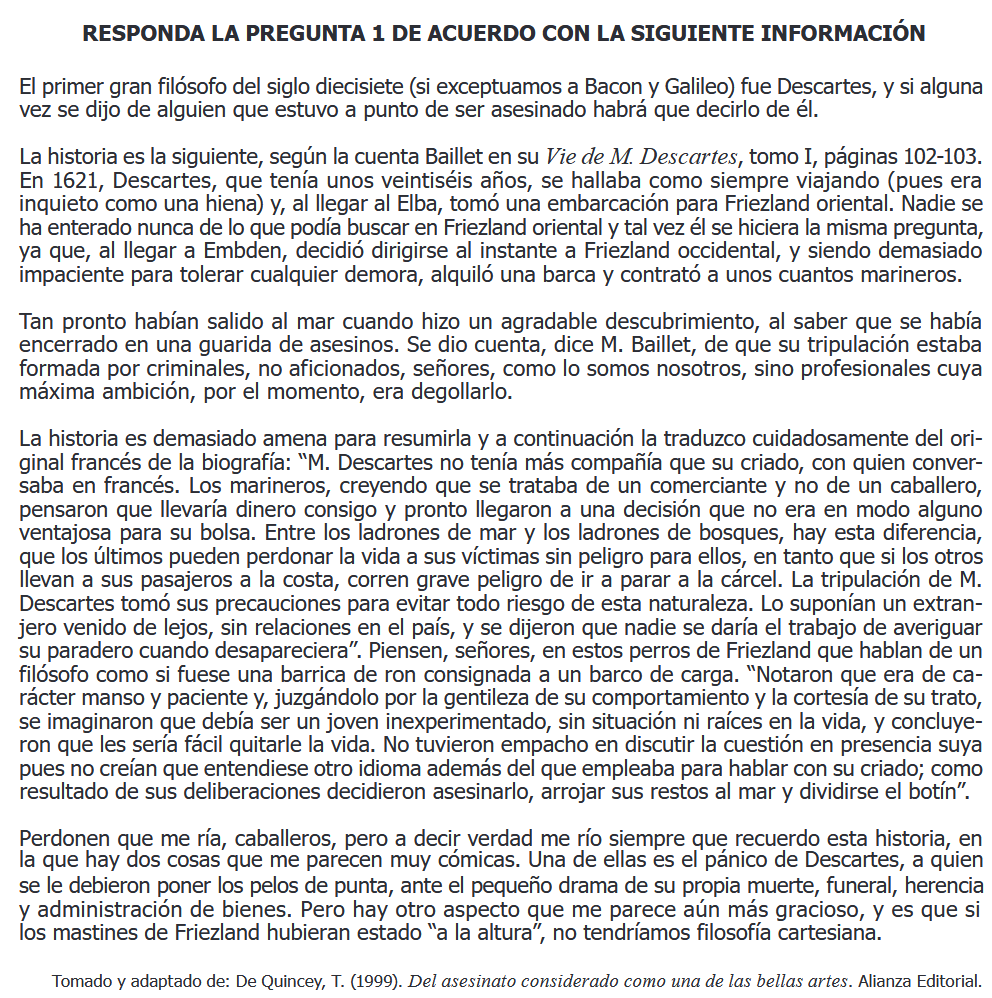 RESPONDA LA PREGUNTA 1 DE ACUERDO CON LA SIGUIENTE INFORMACIÓN
El primer gran filósofo del siglo diecisiete (si exceptuamos a Bacon y Galileo) fue Descartes, y si alguna
vez se dijo de alguien que estuvo a punto de ser asesinado habrá que decirlo de él.
La historia es la siguiente, según la cuenta Baillet en su Vie de M. Descartes, tomo I, páginas 102-103.
En 1621, Descartes, que tenía unos veintiséis años, se hallaba como siempre viajando (pues era
inquieto como una hiena) y, al llegar al Elba, tomó una embarcación para Friezland oriental. Nadie se
ha enterado nunca de lo que podía buscar en Friezland oriental y tal vez él se hiciera la misma pregunta,
ya que, al llegar a Embden, decidió dirigirse al instante a Friezland occidental, y siendo demasiado
impaciente para tolerar cualquier demora, alquiló una barca y contrató a unos cuantos marineros.
Tan pronto habían salido al mar cuando hizo un agradable descubrimiento, al saber que se había
encerrado en una guarida de asesinos. Se dio cuenta, dice M. Baillet, de que su tripulación estaba
formada por criminales, no aficionados, señores, como lo somos nosotros, sino profesionales cuya
máxima ambición, por el momento, era degollarlo.
La historia es demasiado amena para resumirla y a continuación la traduzco cuidadosamente del ori-
ginal francés de la biografía: “M. Descartes no tenía más compañía que su criado, con quien conver-
saba en francés. Los marineros, creyendo que se trataba de un comerciante y no de un caballero,
pensaron que llevaría dinero consigo y pronto llegaron a una decisión que no era en modo alguno
ventajosa para su bolsa. Entre los ladrones de mar y los ladrones de bosques, hay esta diferencia,
que los últimos pueden perdonar la vida a sus víctimas sin peligro para ellos, en tanto que si los otros
llevan a sus pasajeros a la costa, corren grave peligro de ir a parar a la cárcel. La tripulación de M.
Descartes tomó sus precauciones para evitar todo riesgo de esta naturaleza. Lo suponían un extran-
jero venido de lejos, sin relaciones en el país, y se dijeron que nadie se daría el trabajo de averiguar
su paradero cuando desapareciera”. Piensen, señores, en estos perros de Friezland que hablan de un
filósofo como si fuese una barrica de ron consignada a un barco de carga. “Notaron que era de ca-
rácter manso y paciente y, juzgándolo por la gentileza de su comportamiento y la cortesía de su trato,
se imaginaron que debía ser un joven inexperimentado, sin situación ni raíces en la vida, y concluye-
ron que les sería fácil quitarle la vida. No tuvieron empacho en discutir la cuestión en presencia suya
pues no creían que entendiese otro idioma además del que empleaba para hablar con su criado; como
resultado de sus deliberaciones decidieron asesinarlo, arrojar sus restos al mar y dividirse el botín”.
Perdonen que me ría, caballeros, pero a decir verdad me río siempre que recuerdo esta historia, en
la que hay dos cosas que me parecen muy cómicas. Una de ellas es el pánico de Descartes, a quien
se le debieron poner los pelos de punta, ante el pequeño drama de su propia muerte, funeral, herencia
y administración de bienes. Pero hay otro aspecto que me parece aún más gracioso, y es que si
los mastines de Friezland hubieran estado “a la altura”, no tendríamos filosofía cartesiana.
Tomado y adaptado de: De Quincey, T. (1999). Del asesinato considerado como una de las bellas artes. Alianza Editorial.